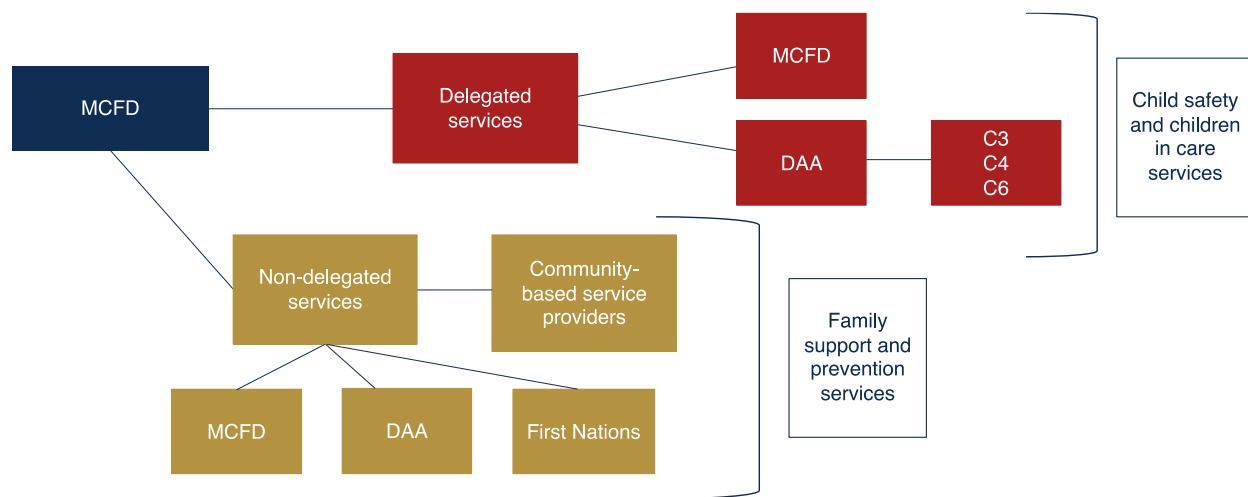 MCFD
Delegated
services
MCFD
DAA
C3
C4
C6
Child safety
and children
in care
services
Non-delegated
services
Community-
based service
providers
MCFD
DAA
First Nations
Family
support and
prevention
services